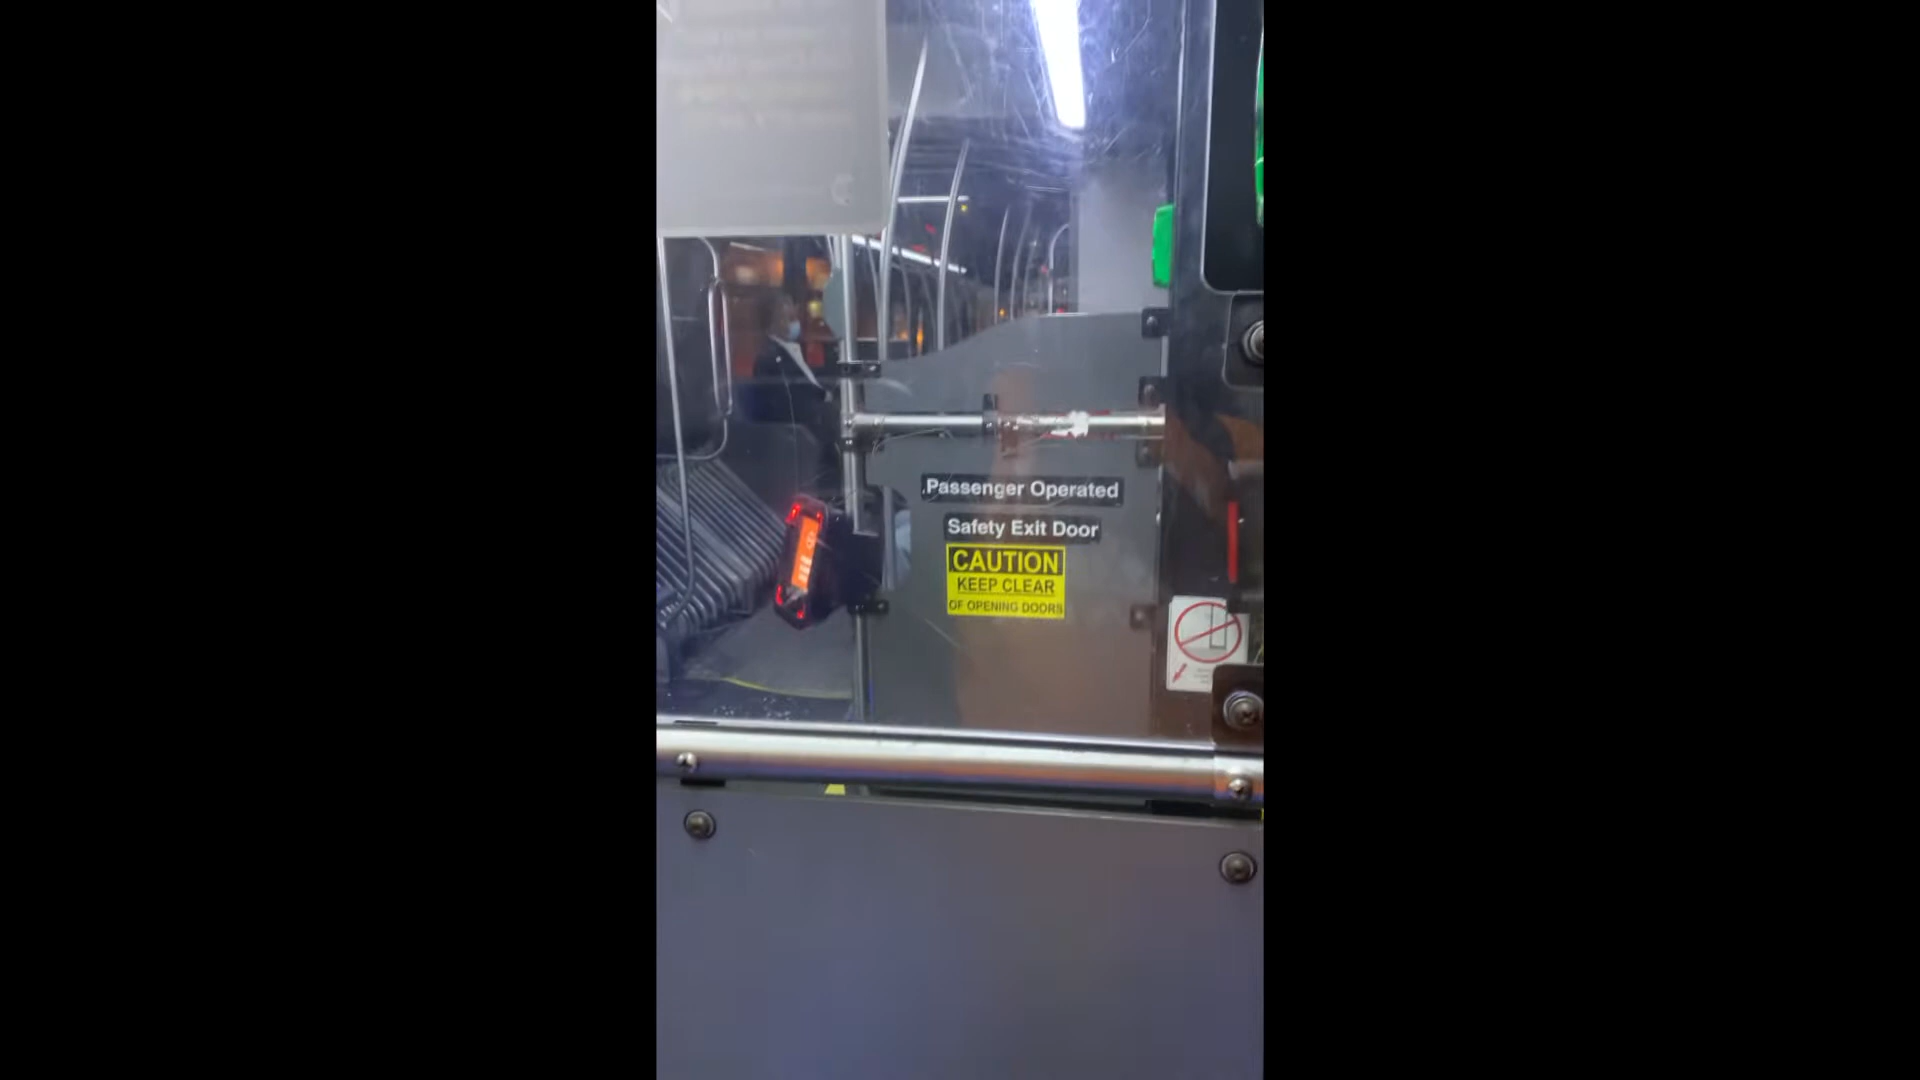 Passenger Operated
Safety Exit Door
CAUTION
KEEP CLEAR
OF OPENING DOORS